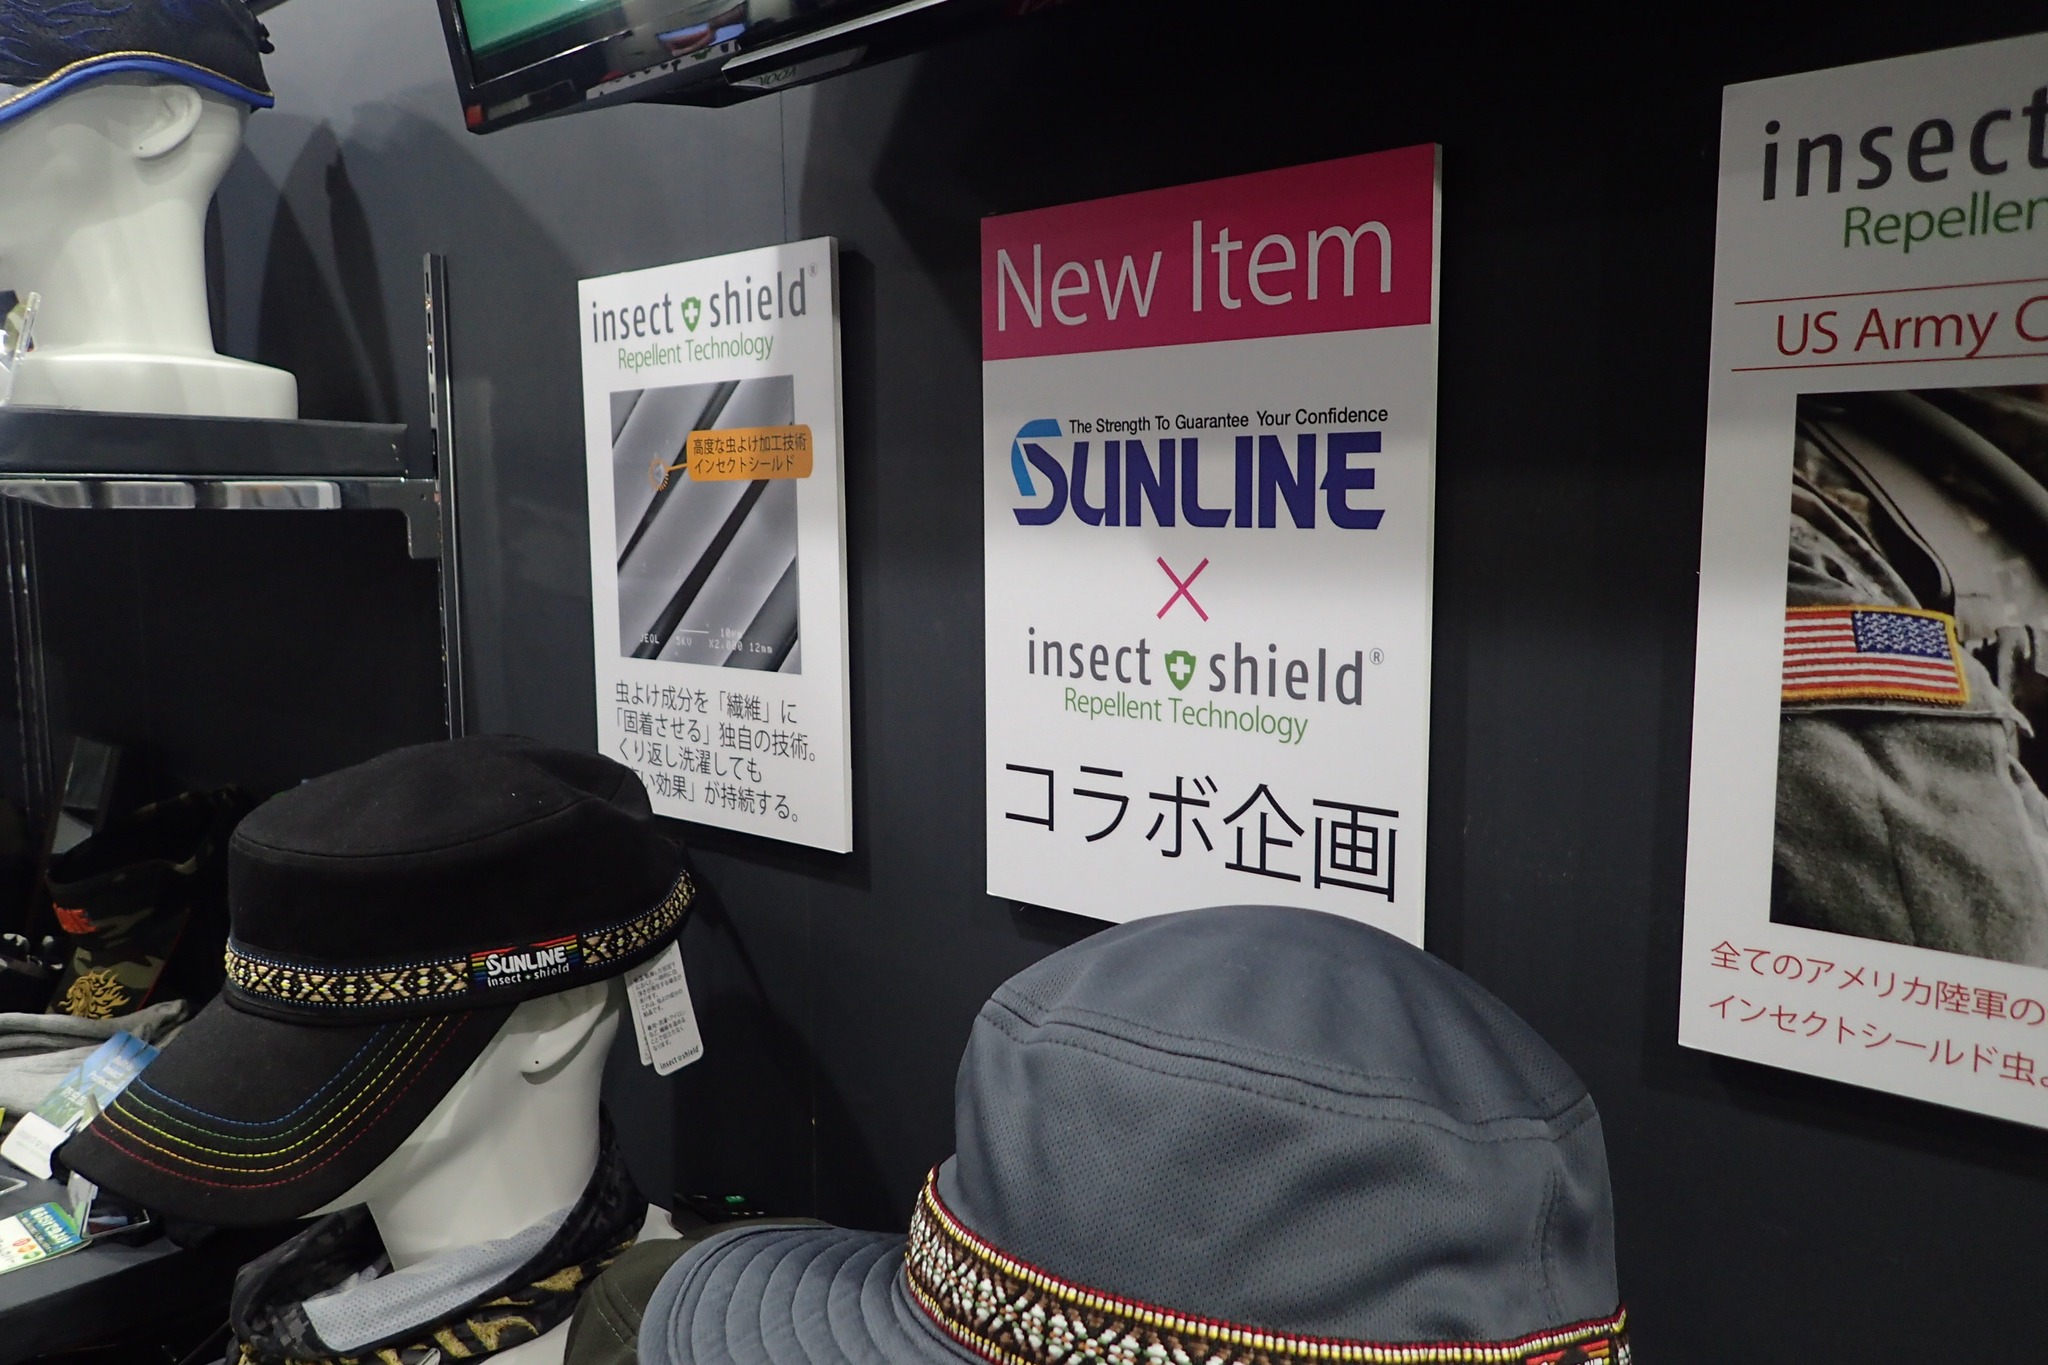 insect shield®
Repellent Technology
高度な虫よけ加工技術
インセクトシールド
JEOL 5kV X2,000 10μm 12mm
虫よけ成分を「繊維」に
「固着させる」独自の技術。
くり返し洗濯しても
い効果」が持続する。
New Item
The Strength To Guarantee Your Confidence
SUNLINE
×
insect shield®
Repellent Technology
コラボ企画
insect
Repellen
US Army C
全てのアメリカ陸軍の
インセクトシールド虫よ
SUNLINE
insect shield
insect shield